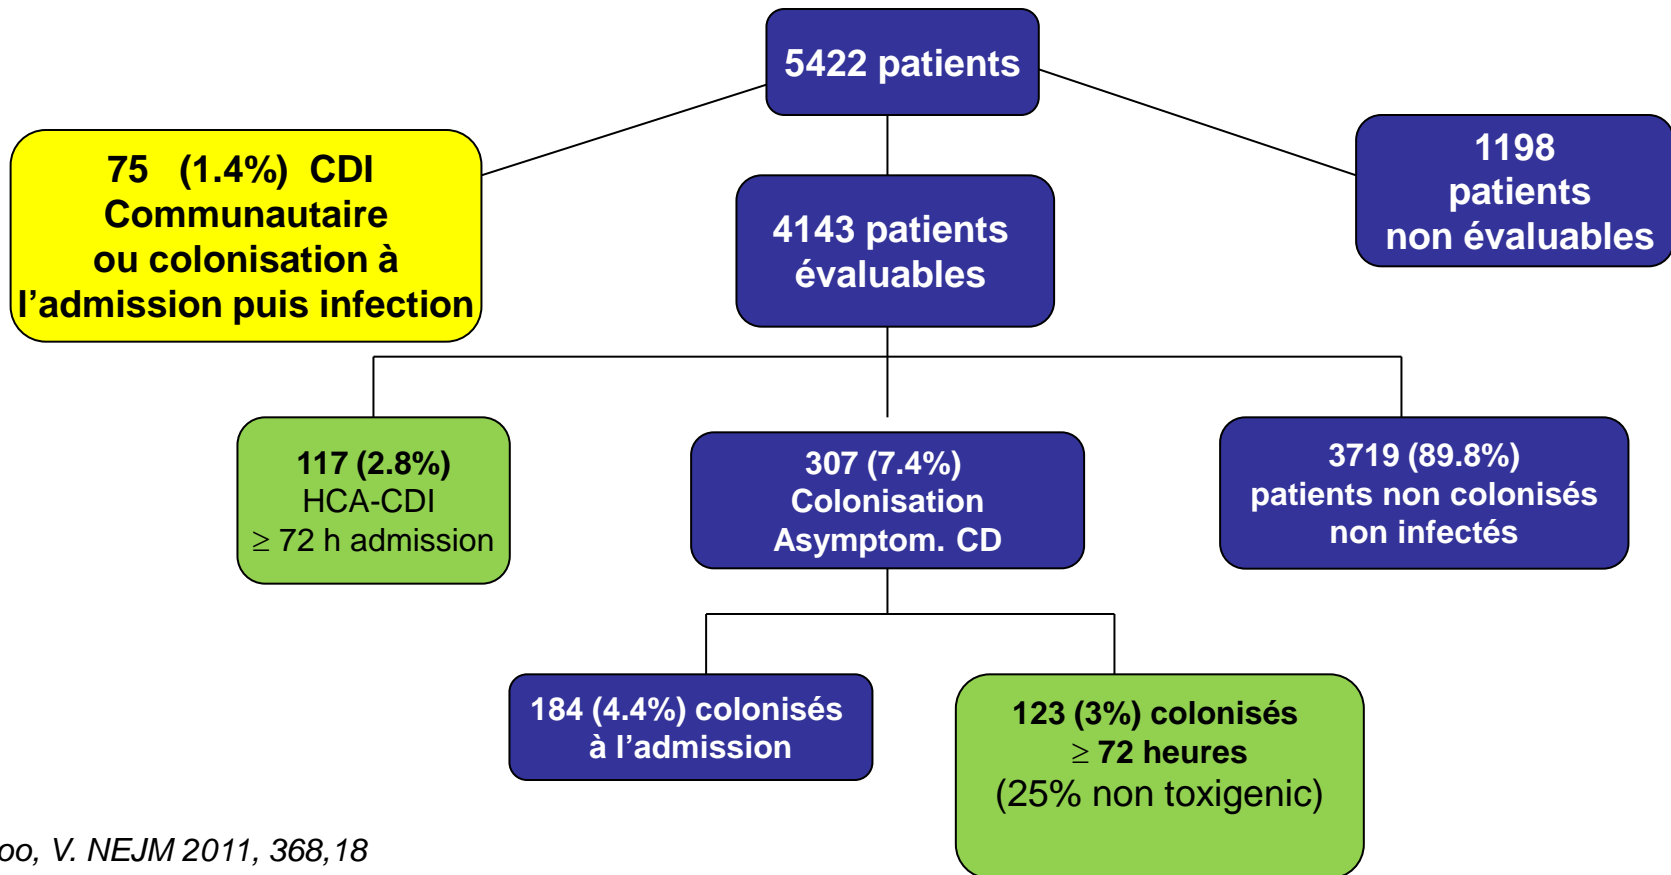 5422 patients
75 (1.4%) CDI
Communautaire
ou colonisation à
l’admission puis infection
4143 patients
évaluables
1198
patients
non évaluables
117 (2.8%)
HCA-CDI
≥ 72 h admission
307 (7.4%)
Colonisation
Asymptom. CD
3719 (89.8%)
patients non colonisés
non infectés
184 (4.4%) colonisés
à l’admission
123 (3%) colonisés
≥ 72 heures
(25% non toxigenic)
oo, V. NEJM 2011, 368,18